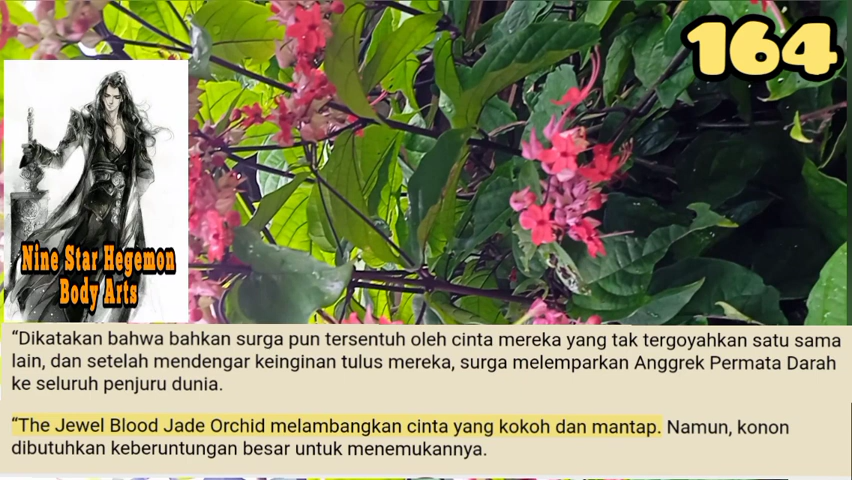 164
Nine Star Hegemon
Body Arts
“Dikatakan bahwa bahkan surga pun tersentuh oleh cinta mereka yang tak tergoyahkan satu sama
lain, dan setelah mendengar keinginan tulus mereka, surga melemparkan Anggrek Permata Darah
ke seluruh penjuru dunia.
“The Jewel Blood Jade Orchid melambangkan cinta yang kokoh dan mantap. Namun, konon
dibutuhkan keberuntungan besar untuk menemukannya.